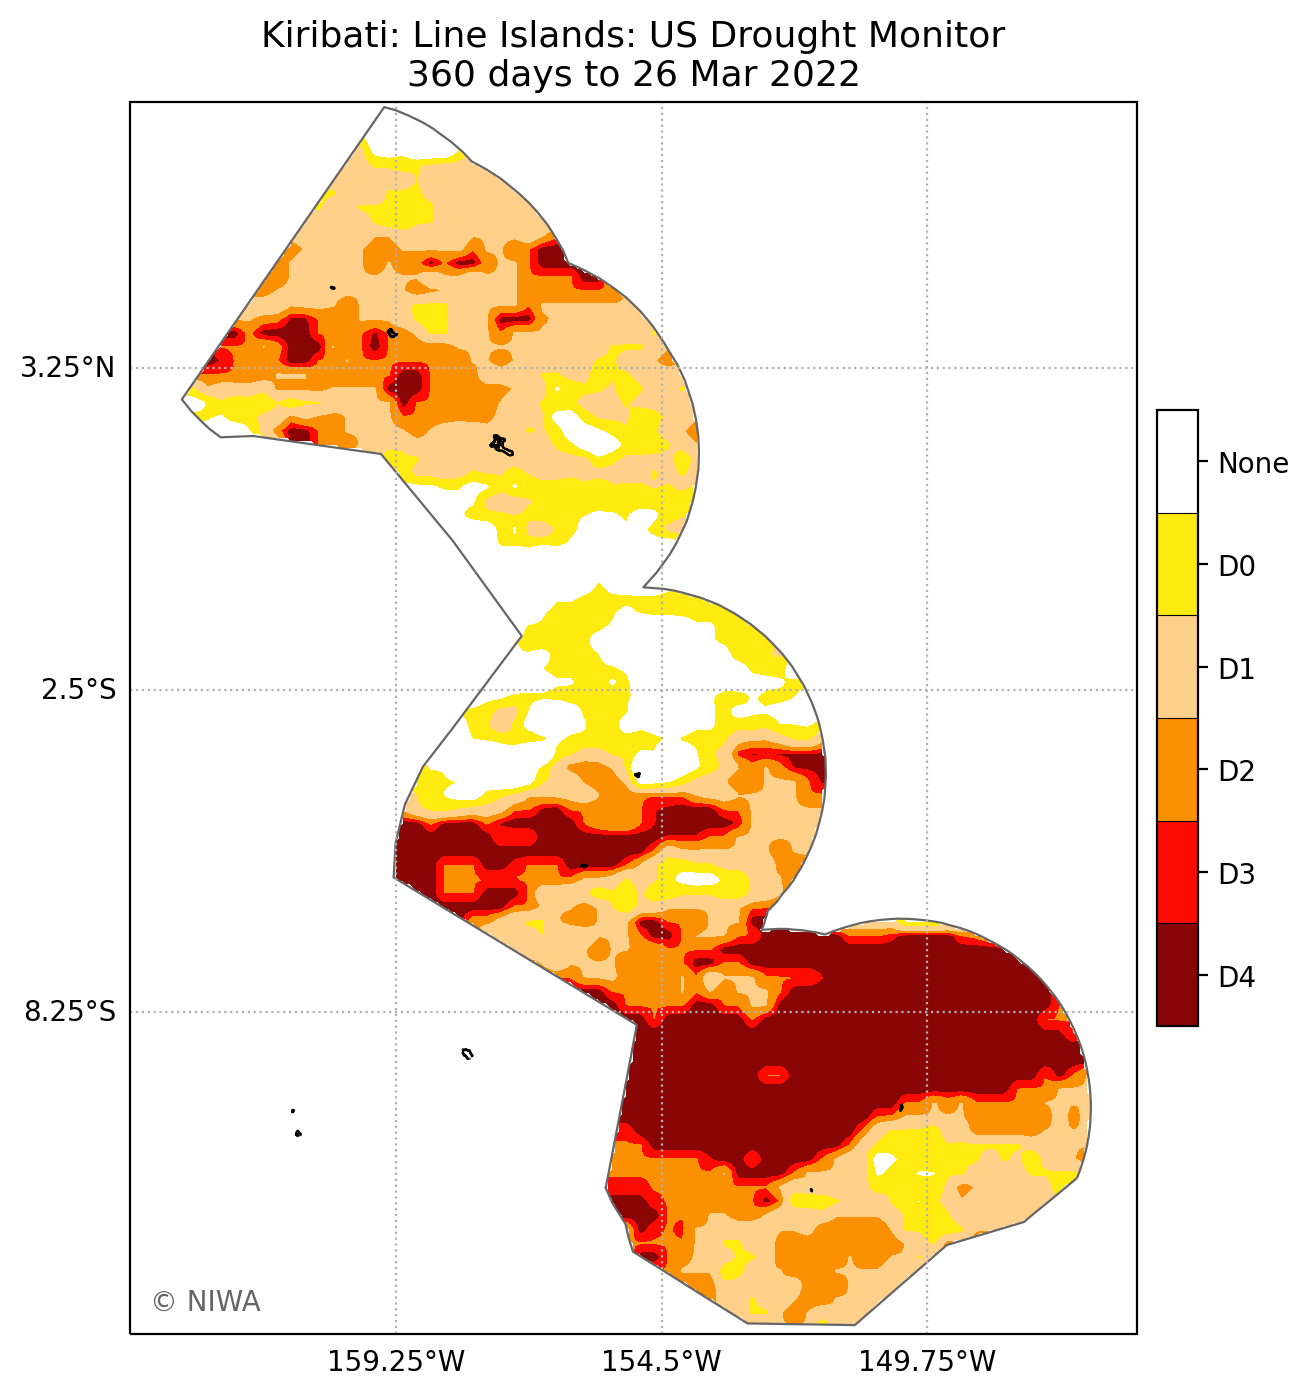 Kiribati: Line Islands: US Drought Monitor
360 days to 26 Mar 2022
3.25°N
2.5°S
8.25°S
159.25°W
154.5°W
149.75°W
None
D0
D1
D2
D3
D4
© NIWA